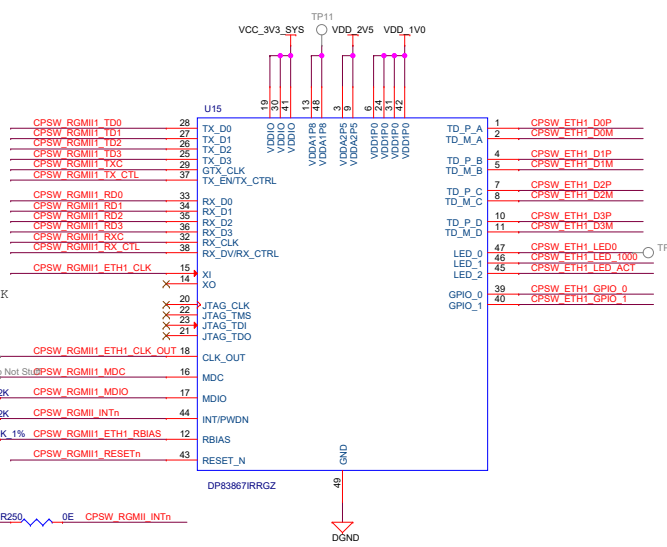 TP11
VCC_3V3_SYS VDD_2V5 VDD_1V0
19 30 41 13 48 3 9 6 24 31 42
U15
VDDIO VDDIO VDDIO VDDA1P8 VDDA1P8 VDDA2P5 VDDA2P5 VDD1P0 VDD1P0 VDD1P0 VDD1P0
CPSW_RGMII1_TD0 28 TX_D0 TD_P_A 1 CPSW_ETH1_D0P
CPSW_RGMII1_TD1 27 TX_D1 TD_M_A 2 CPSW_ETH1_D0M
CPSW_RGMII1_TD2 26 TX_D2
CPSW_RGMII1_TD3 25 TX_D3 TD_P_B 4 CPSW_ETH1_D1P
CPSW_RGMII1_TXC 29 GTX_CLK TD_M_B 5 CPSW_ETH1_D1M
CPSW_RGMII1_TX_CTL 37 TX_EN/TX_CTRL
TD_P_C 7 CPSW_ETH1_D2P
CPSW_RGMII1_RD0 33 RX_D0 TD_M_C 8 CPSW_ETH1_D2M
CPSW_RGMII1_RD1 34 RX_D1
CPSW_RGMII1_RD2 35 RX_D2 TD_P_D 10 CPSW_ETH1_D3P
CPSW_RGMII1_RD3 36 RX_D3 TD_M_D 11 CPSW_ETH1_D3M
CPSW_RGMII1_RXC 32 RX_CLK
CPSW_RGMII1_RX_CTL 38 RX_DV/RX_CTRL LED_0 47 CPSW_ETH1_LED0 TP
LED_1 46 CPSW_ETH1_LED_1000
CPSW_RGMII1_ETH1_CLK 15 XI LED_2 45 CPSW_ETH1_LED_ACT
14 XO
K GPIO_0 39 CPSW_ETH1_GPIO_0
20 JTAG_CLK GPIO_1 40 CPSW_ETH1_GPIO_1
22 JTAG_TMS
23 JTAG_TDI
21 JTAG_TDO
CPSW_RGMII1_ETH1_CLK_OUT 18 CLK_OUT
Not Stuff CPSW_RGMII1_MDC 16 MDC
2K CPSW_RGMII1_MDIO 17 MDIO
2K CPSW_RGMII_INTn 44 INT/PWDN
K_1% CPSW_RGMII1_ETH1_RBIAS 12 RBIAS
CPSW_RGMII1_RESETn 43 RESET_N GND
DP83867IRRGZ 49
R250 0E CPSW_RGMII_INTn
DGND